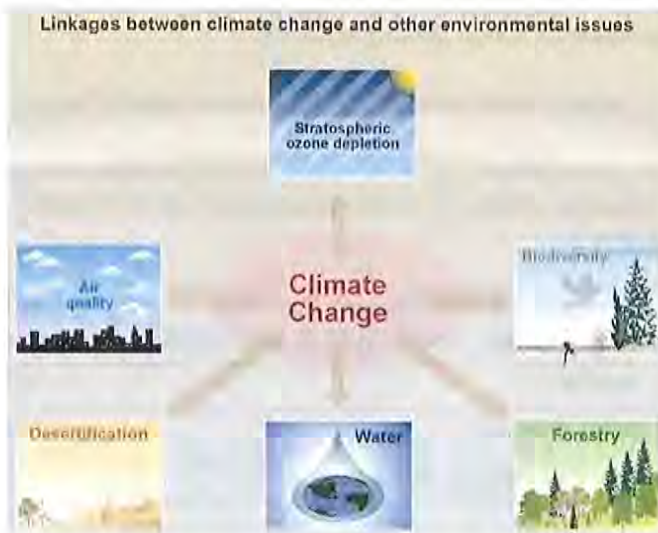 Linkages between climate change and other environmental issues
Stratospheric
ozone depletion
Air
quality
Climate
Change
Biodiversity
Desertification
Water
Forestry